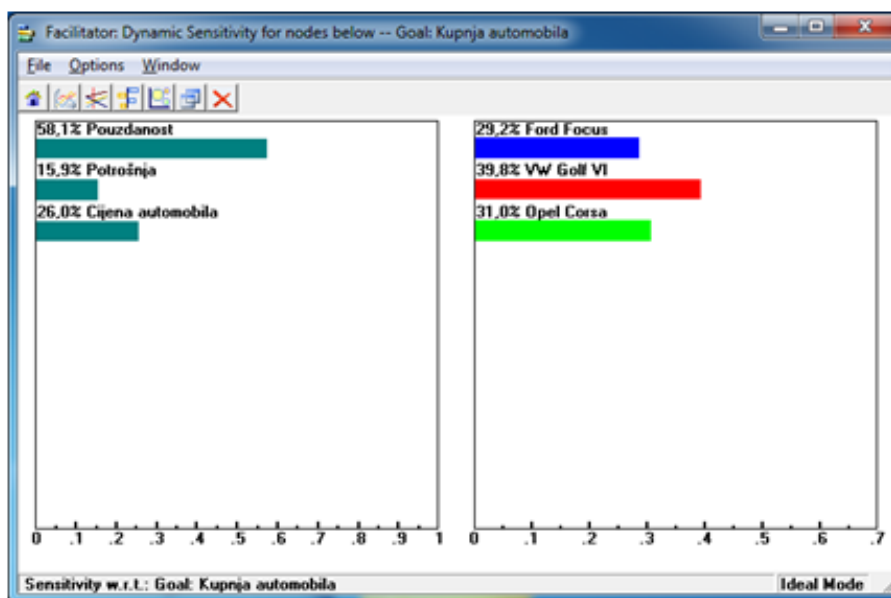 Facilitator: Dynamic Sensitivity for nodes below -- Goal: Kupnja automobila
File Options Window
58,1% Pouzdanost
15,9% Potrošnja
26,0% Cijena automobila
0 .1 .2 .3 .4 .5 .6 .7 .8 .9 1
29,2% Ford Focus
39,8% VW Golf VI
31,0% Opel Corsa
0 .1 .2 .3 .4 .5 .6 .7
Sensitivity w.r.t.: Goal: Kupnja automobila
Ideal Mode